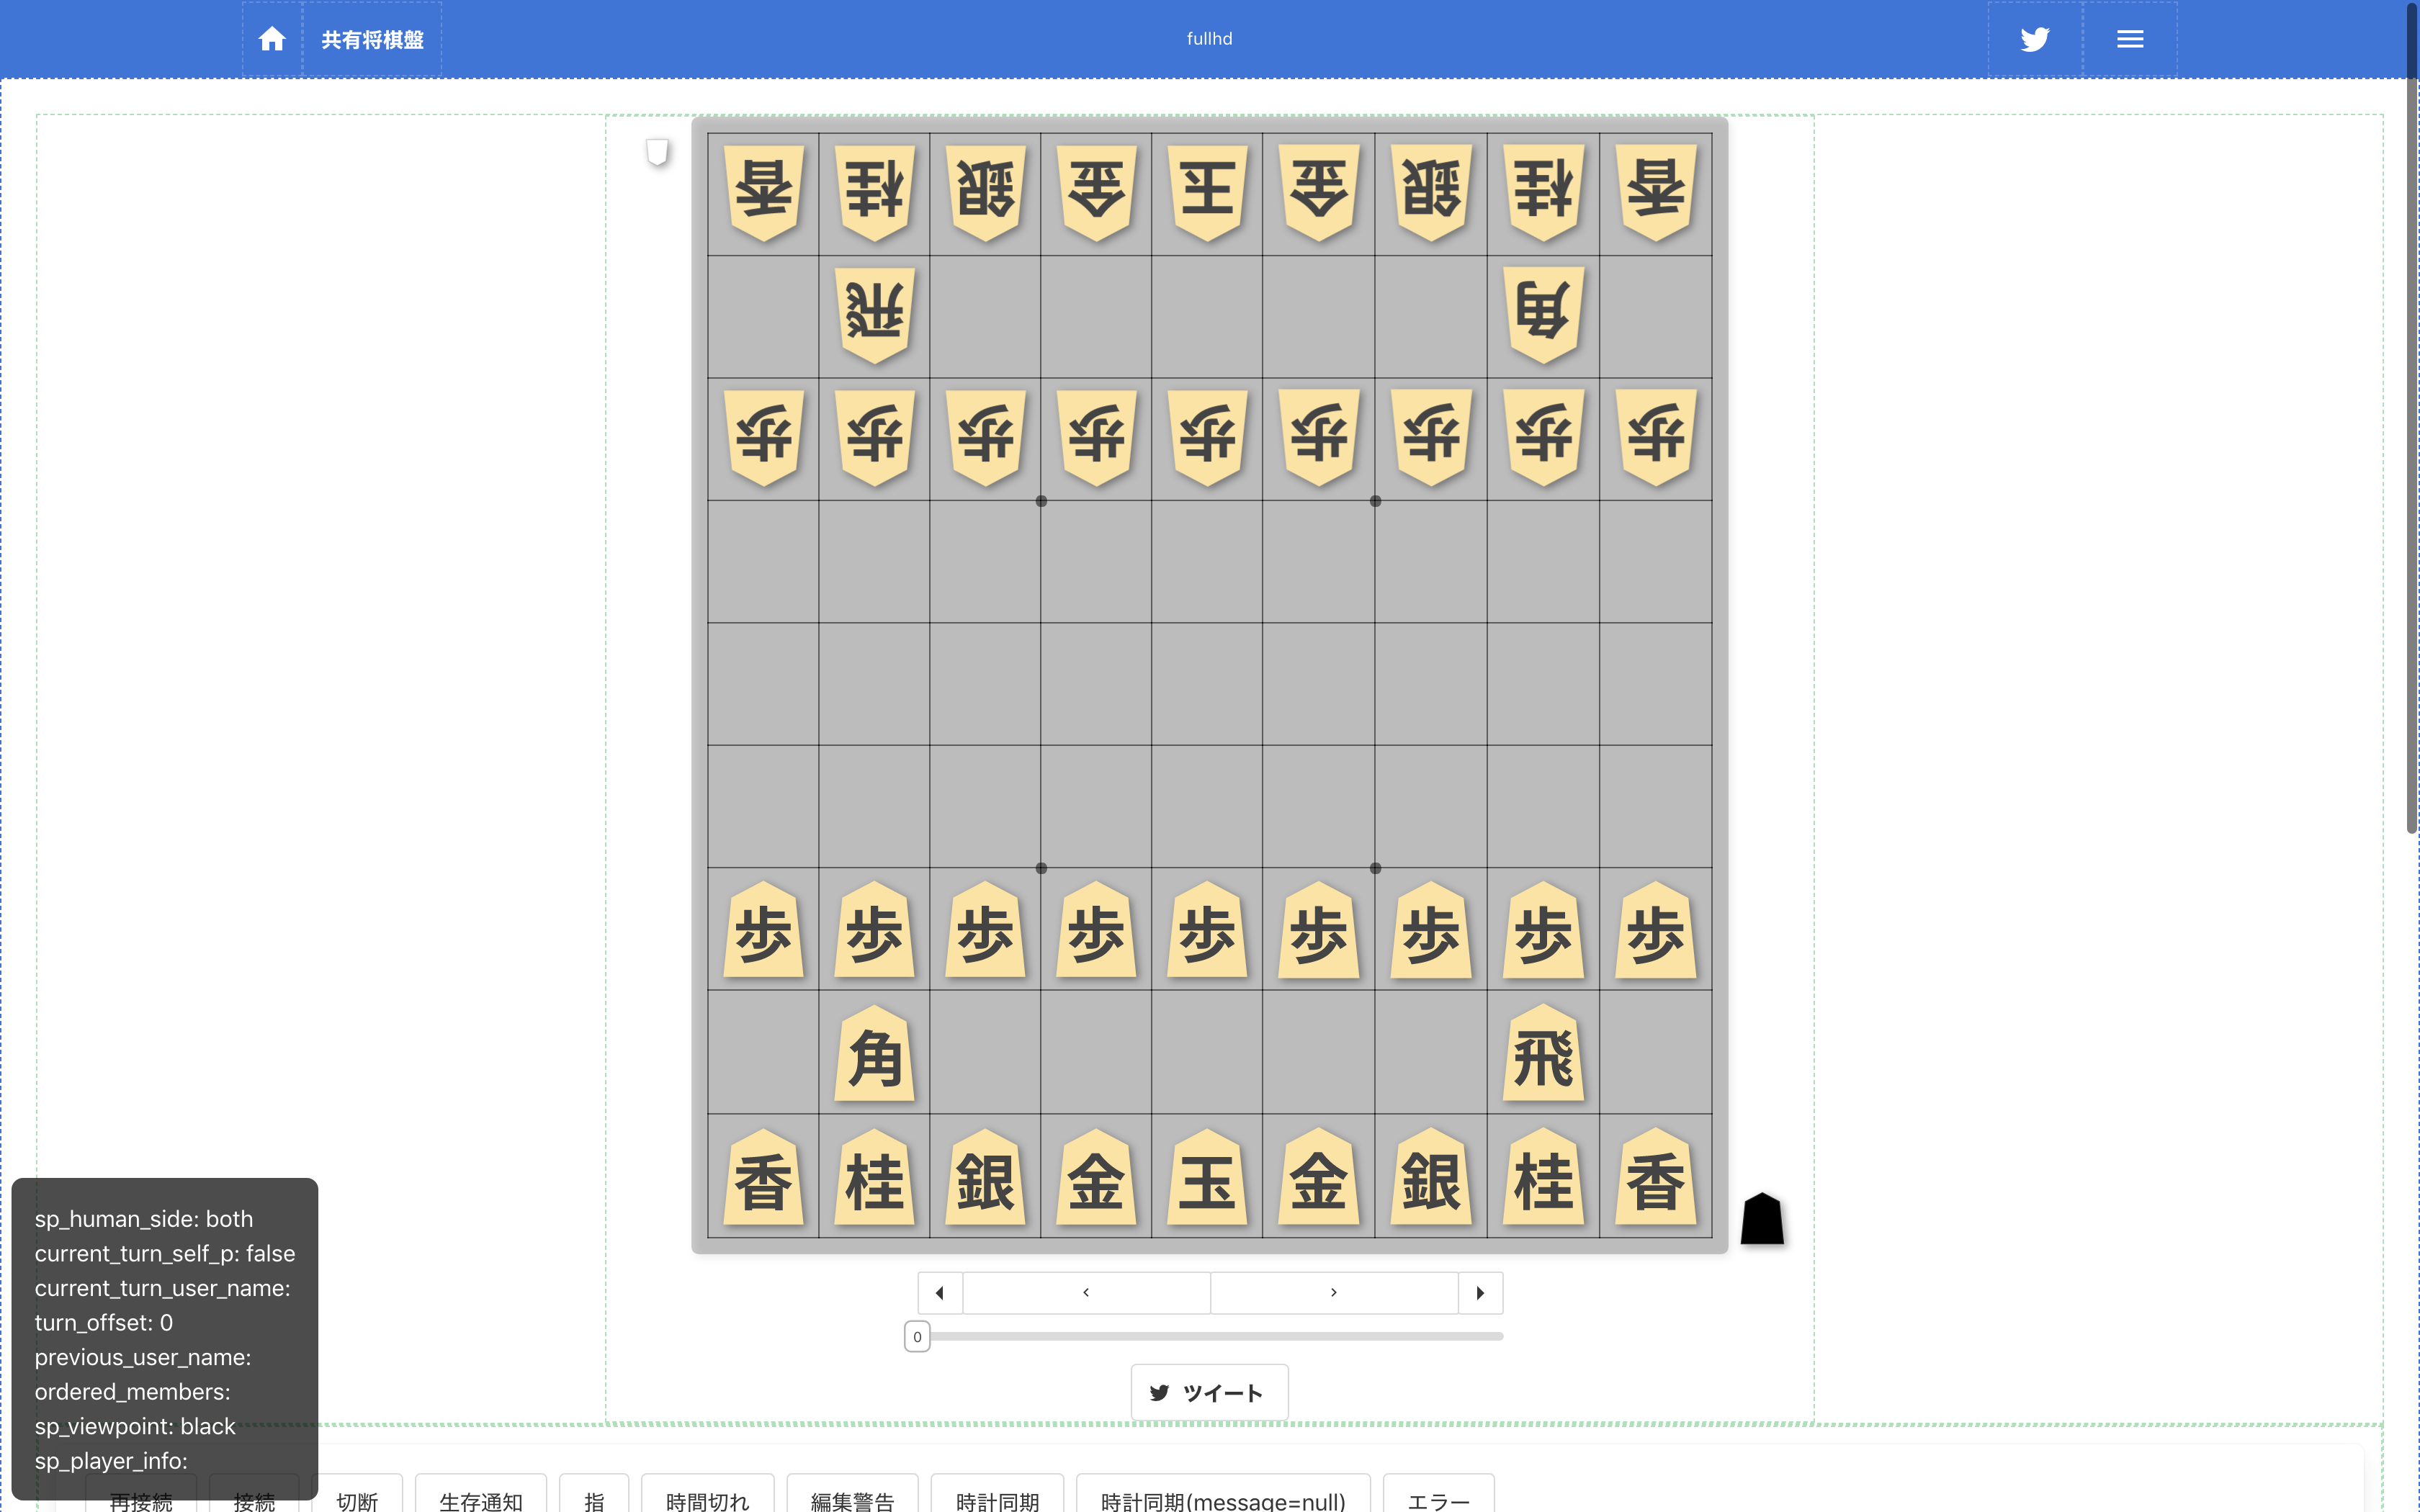 共有将棋盤
fullhd
香 桂 銀 金 玉 金 銀 桂 香
飛 角
歩 歩 歩 歩 歩 歩 歩 歩 歩
歩 歩 歩 歩 歩 歩 歩 歩 歩
角 飛
香 桂 銀 金 玉 金 銀 桂 香
0
ツイート
sp_human_side: both
current_turn_self_p: false
current_turn_user_name:
turn_offset: 0
previous_user_name:
ordered_members:
sp_viewpoint: black
sp_player_info:
再接続 接続 切断 生存通知 指 時間切れ 編集警告 時計同期 時計同期(message=null) エラー